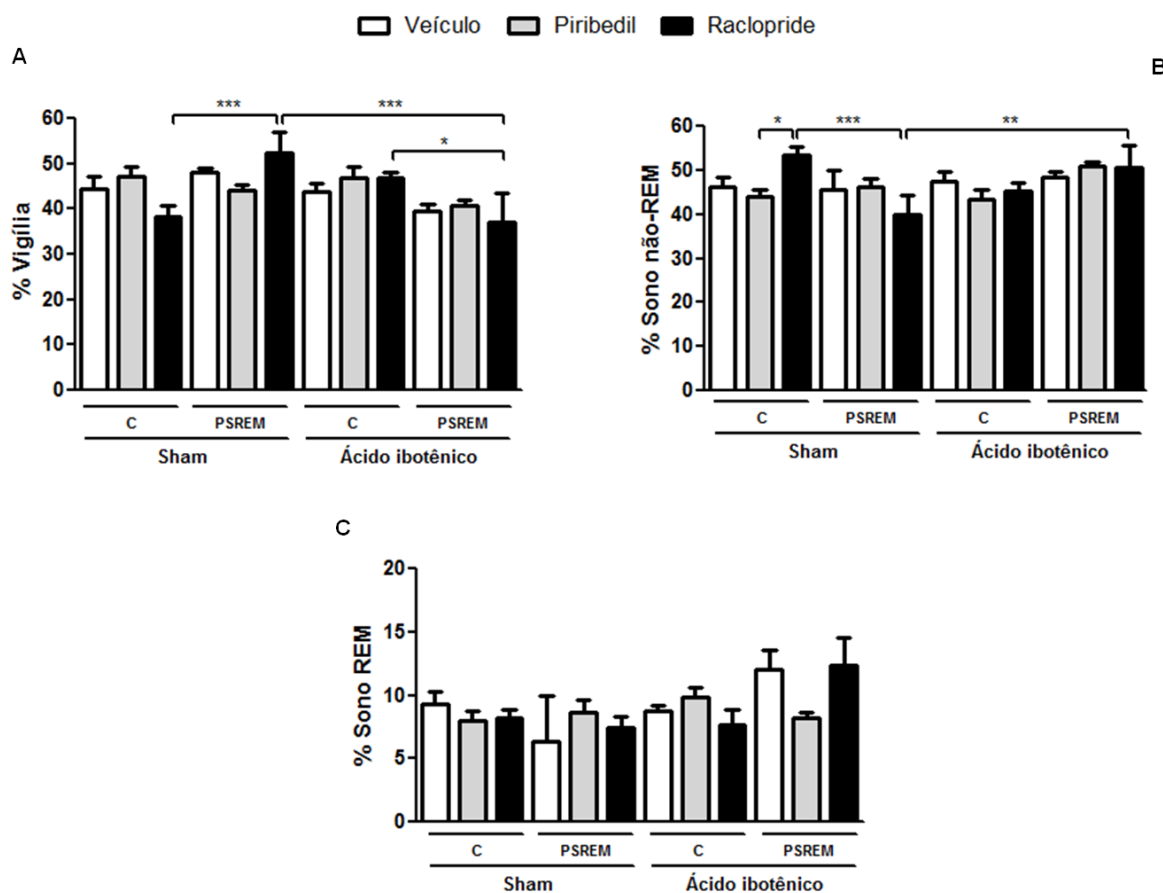 Veículo Piribedil Raclopride
A
*** ***
*
% Vigília
60
50
40
30
20
10
0
C PSREM C PSREM
Sham Ácido ibotênico
B
* *** **
% Sono não-REM
60
50
40
30
20
10
0
C PSREM C PSREM
Sham Ácido ibotênico
C
% Sono REM
20
15
10
5
0
C PSREM C PSREM
Sham Ácido ibotênico